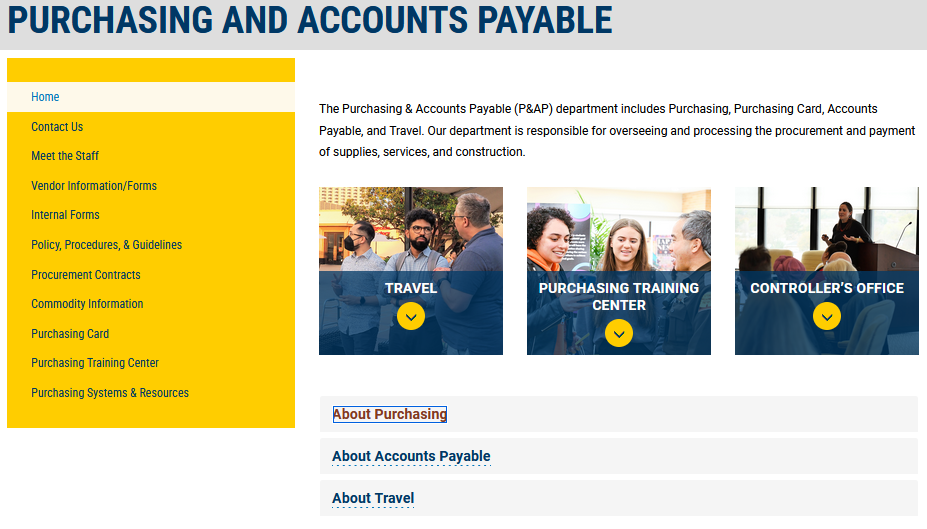 PURCHASING AND ACCOUNTS PAYABLE
Home
Contact Us
Meet the Staff
Vendor Information/Forms
Internal Forms
Policy, Procedures, & Guidelines
Procurement Contracts
Commodity Information
Purchasing Card
Purchasing Training Center
Purchasing Systems & Resources
The Purchasing & Accounts Payable (P&AP) department includes Purchasing, Purchasing Card, Accounts
Payable, and Travel. Our department is responsible for overseeing and processing the procurement and payment
of supplies, services, and construction.
TRAVEL
PURCHASING TRAINING
CENTER
CONTROLLER'S OFFICE
About Purchasing
About Accounts Payable
About Travel